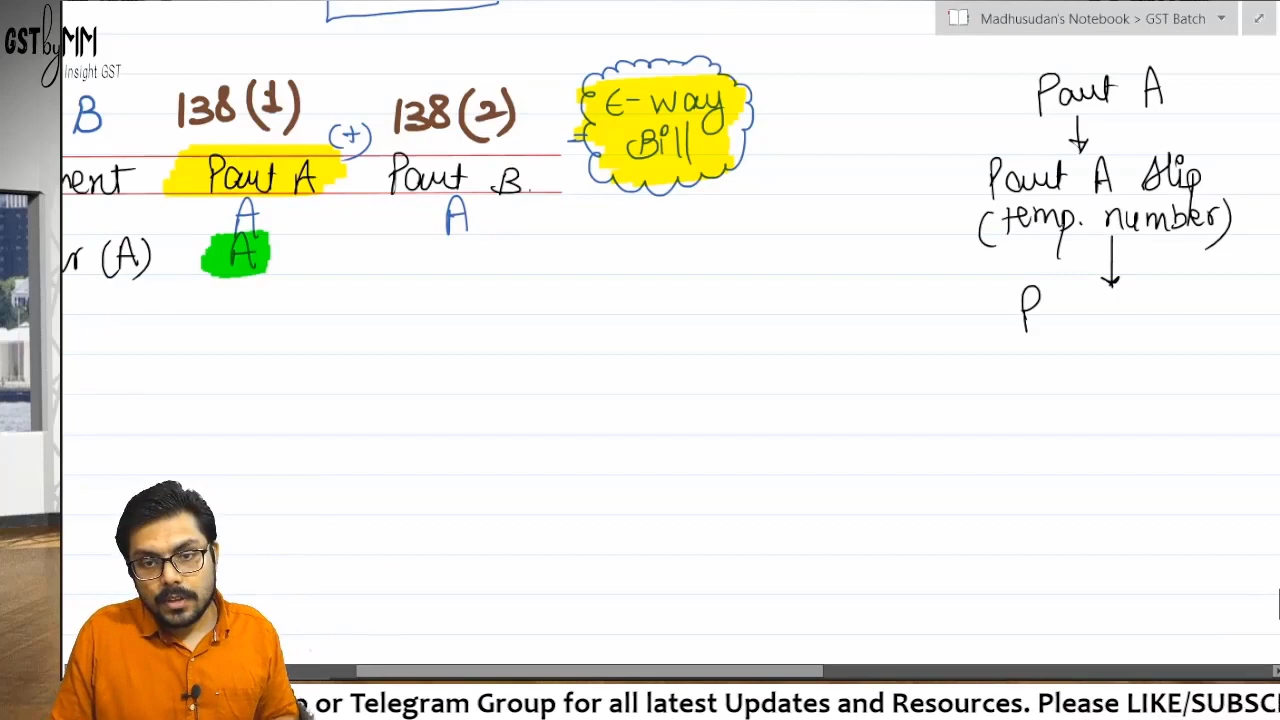 GST by MM
Insight GST
Madhusudan's Notebook > GST Batch
B 138(1) (+) 138(2) = E-way Bill
Part A Part B.
A A
(A) A
Part A
Part A slip
(temp. number)
P
or Telegram Group for all latest Updates and Resources. Please LIKE/SUBSC